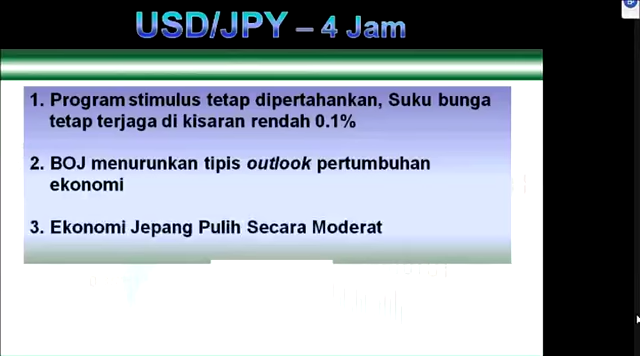 USD/JPY – 4 Jam
1. Program stimulus tetap dipertahankan, Suku bunga
tetap terjaga di kisaran rendah 0.1%
2. BOJ menurunkan tipis outlook pertumbuhan
ekonomi
3. Ekonomi Jepang Pulih Secara Moderat